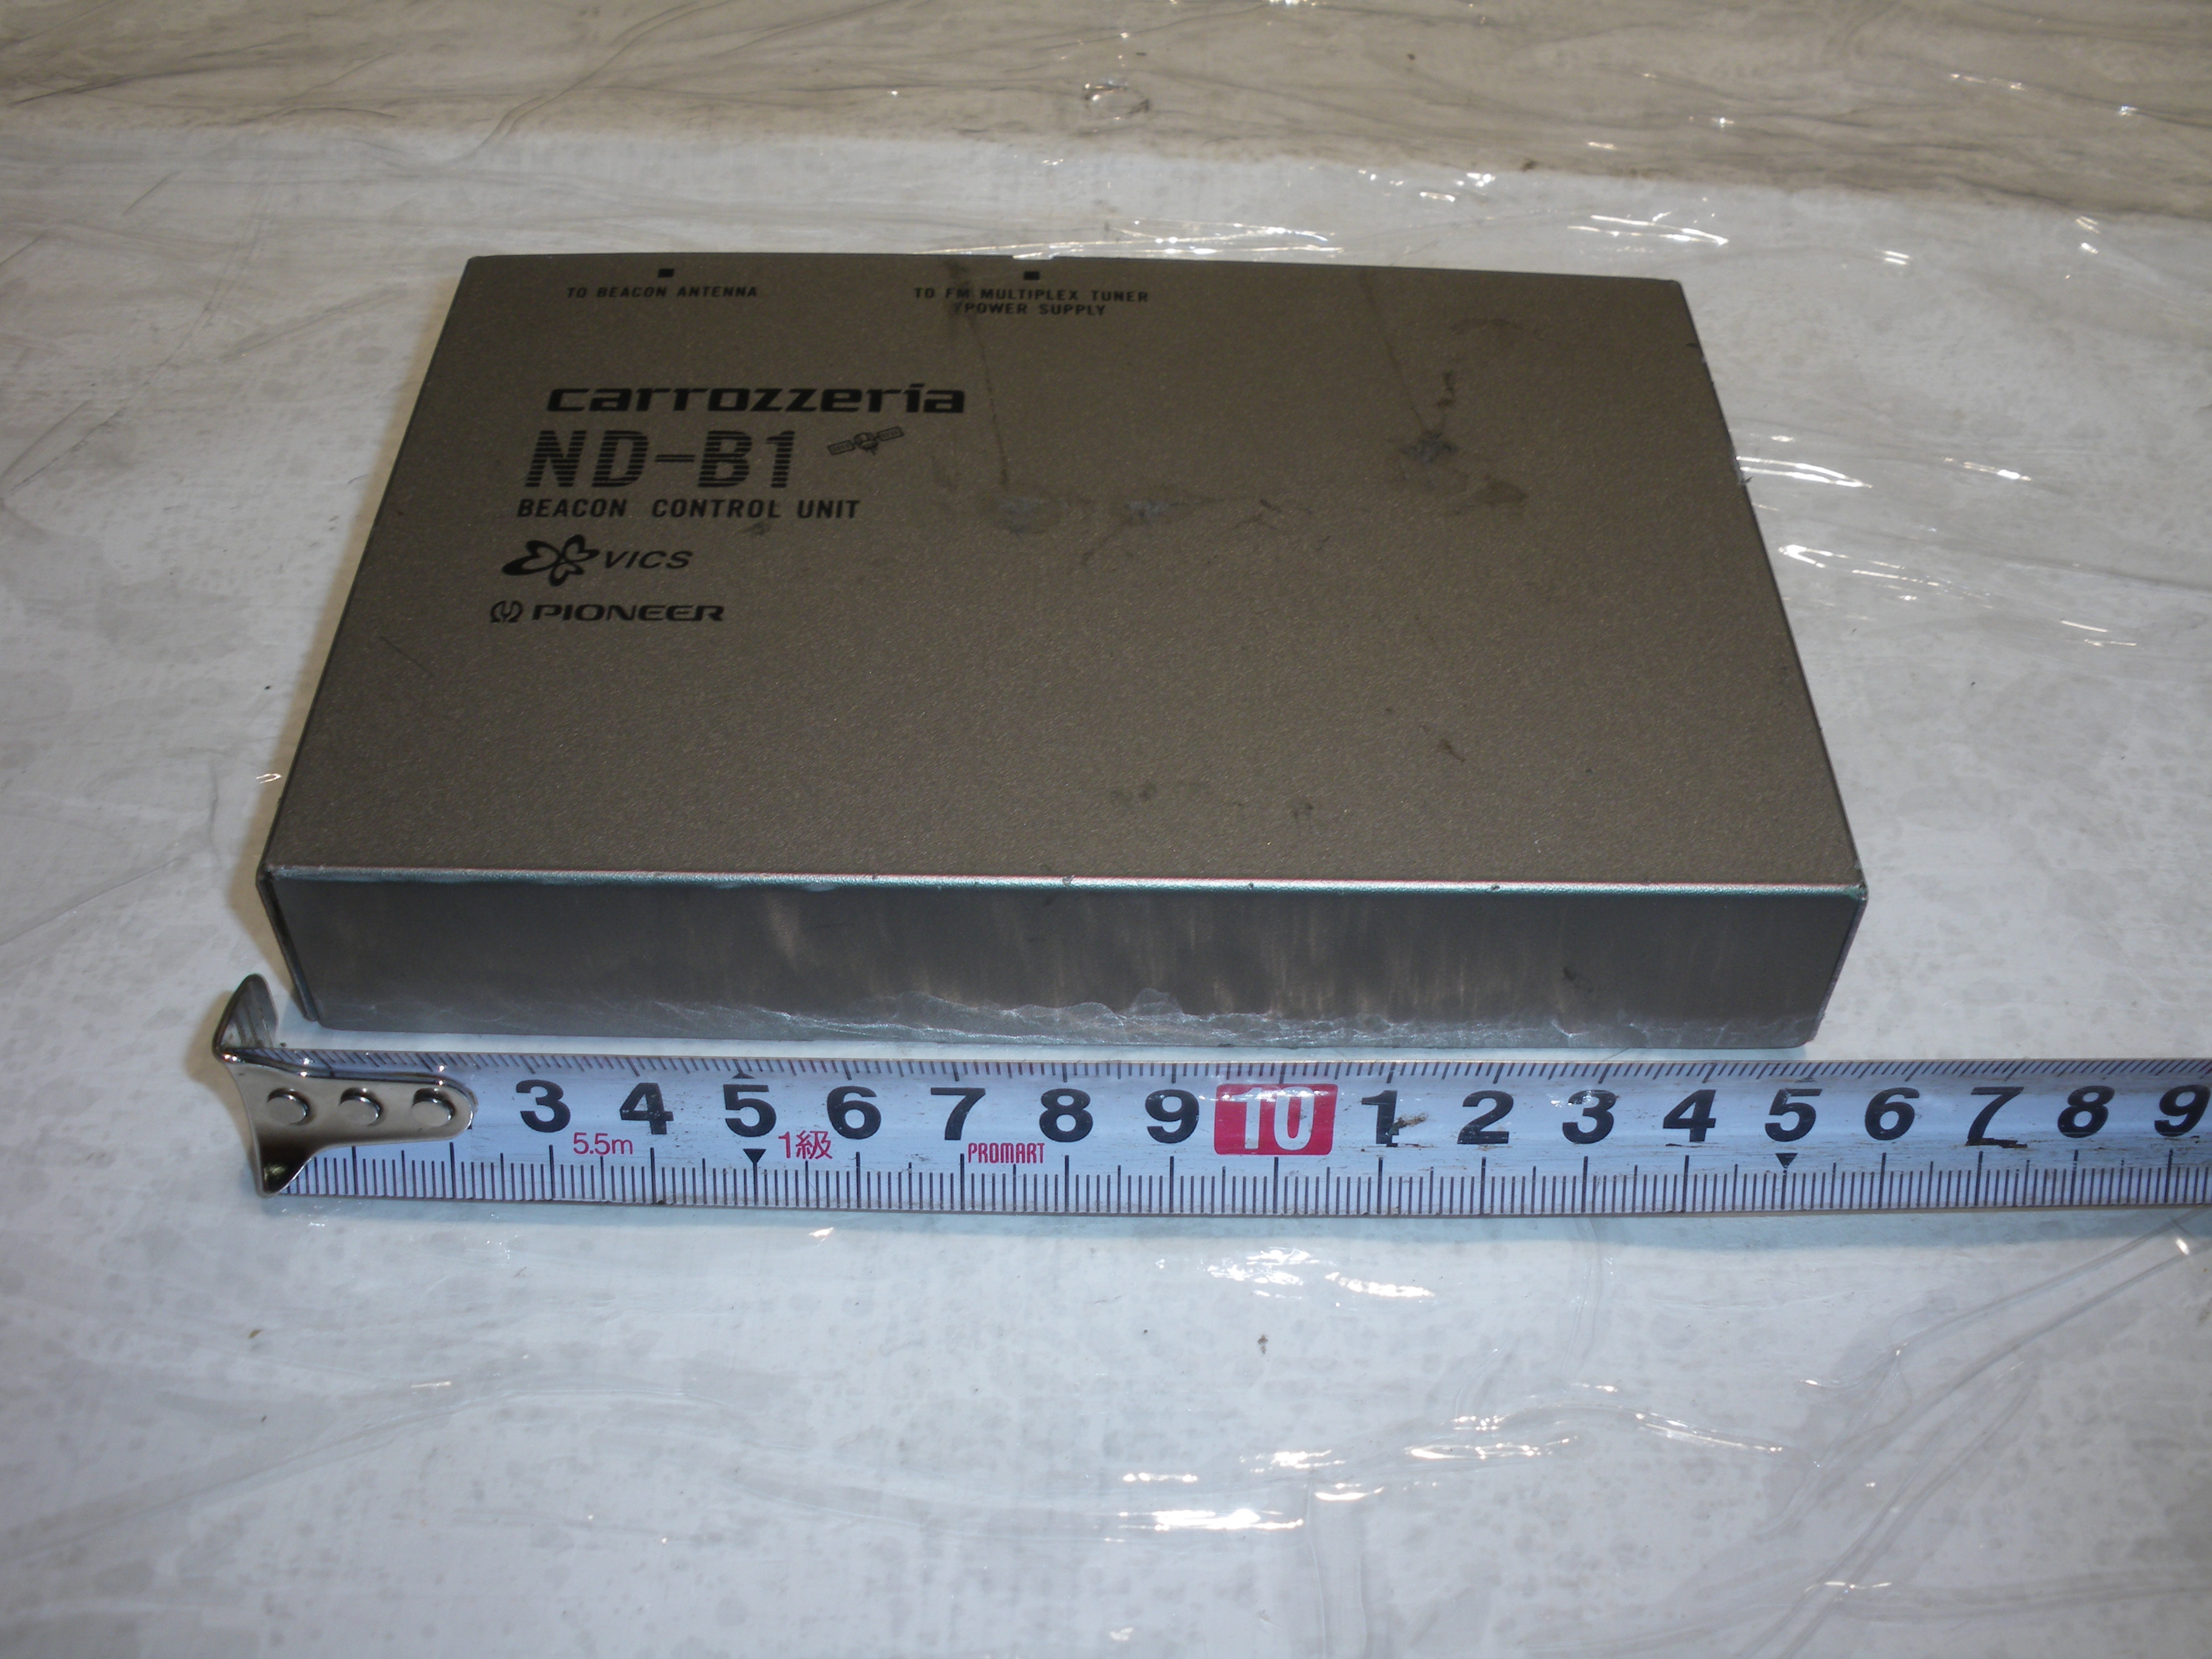 TO BEACON ANTENNA
TO FM MULTIPLEX TUNER
/POWER SUPPLY
carrozzeria
ND-B1
BEACON CONTROL UNIT
VICS
PIONEER
3 4 5 6 7 8 9 10 1 2 3 4 5 6 7 8 9
5.5m 1級 PROMART